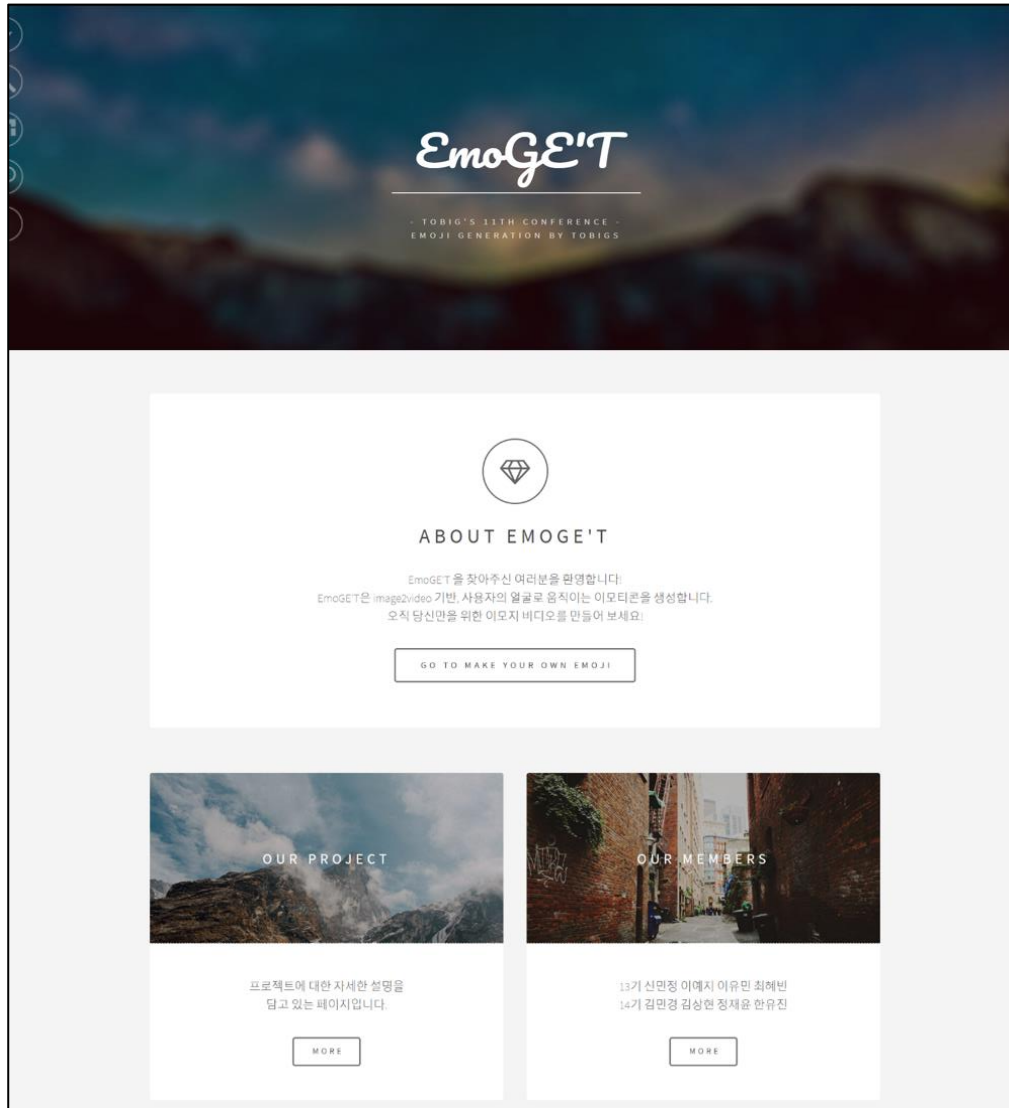 EmoGE'T
- TOBIG'S 11TH CONFERENCE -
EMOJI GENERATION BY TOBIGS
ABOUT EMOGE'T
EmoGE'T 을 찾아주신 여러분을 환영합니다!
EmoGE'T은 image2video 기반, 사용자의 얼굴로 움직이는 이모티콘을 생성합니다.
오직 당신만을 위한 이모지 비디오를 만들어 보세요!
GO TO MAKE YOUR OWN EMOJI
OUR PROJECT
프로젝트에 대한 자세한 설명을
담고 있는 페이지입니다.
MORE
OUR MEMBERS
13기 신민정 이예지 이유민 최혜빈
14기 김민경 김상현 정재윤 한유진
MORE